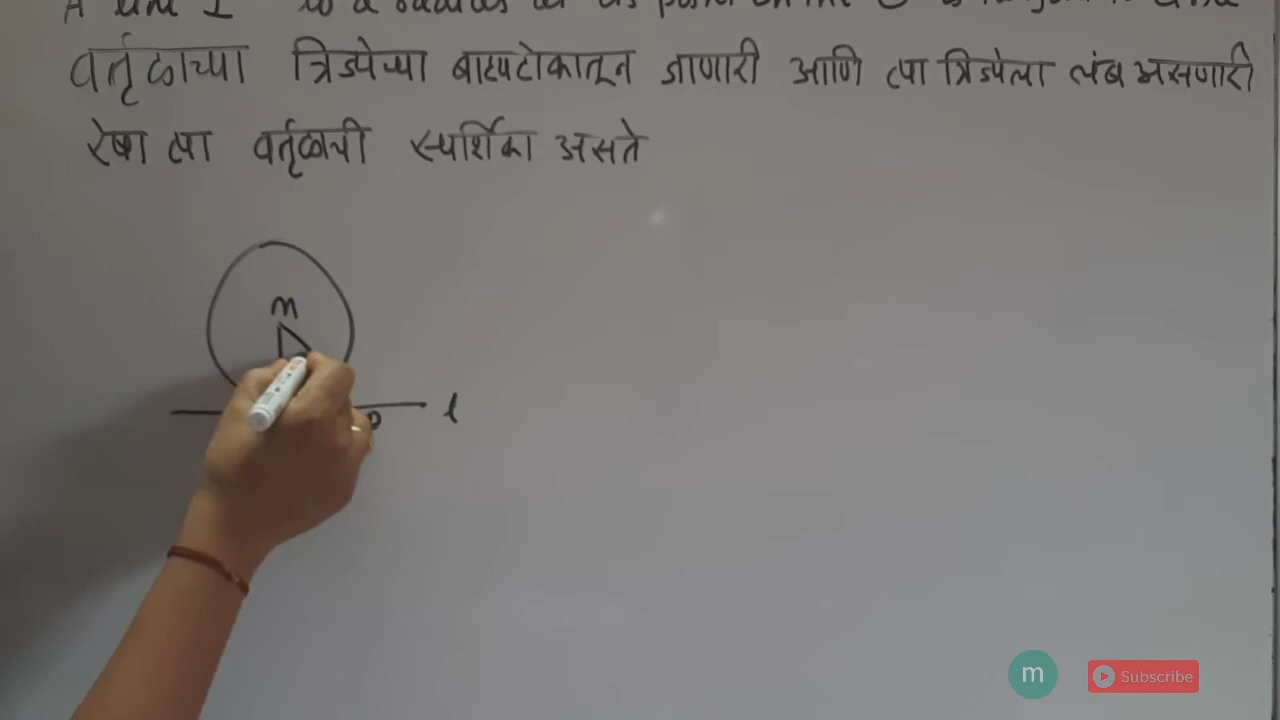 वर्तृळाच्या त्रिज्येच्या बाह्यटोकातून जाणारी आणि त्या त्रिज्येला लंब असणारी
रेषा त्या वर्तृळाची स्पर्शिका असते
m
l
P
m Subscribe